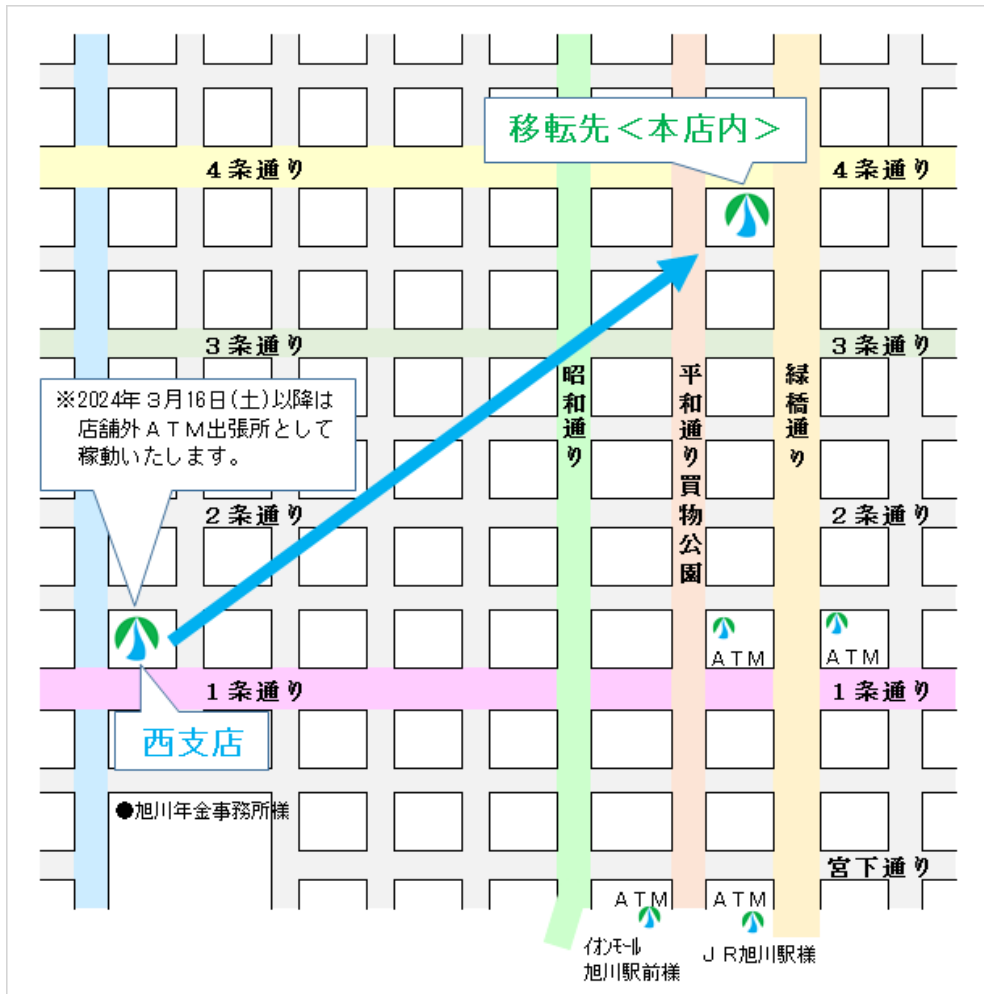 移転先＜本店内＞
４条通り
４条通り
３条通り
３条通り
昭和通り
平和通り買物公園
緑橋通り
※2024年３月16日(土)以降は
店舗外ＡＴＭ出張所として
稼動いたします。
２条通り
２条通り
ＡＴＭ
ＡＴＭ
１条通り
１条通り
西支店
●旭川年金事務所様
宮下通り
ＡＴＭ
ＡＴＭ
ｲｵﾝﾓｰﾙ
旭川駅前様
ＪＲ旭川駅様